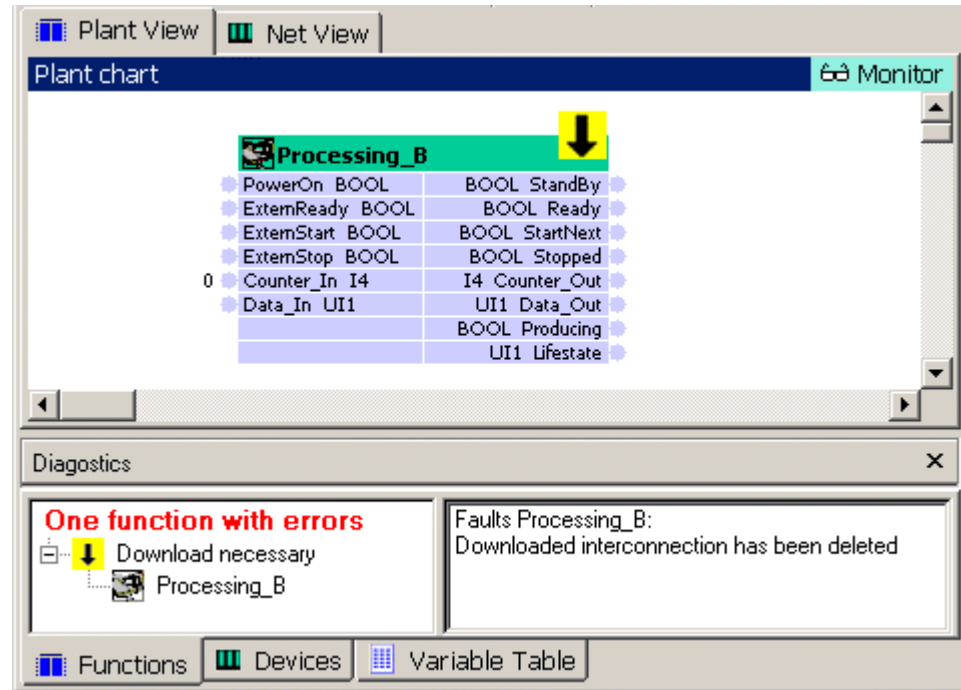 Plant View Net View
Plant chart Monitor
Processing_B
PowerOn BOOL BOOL StandBy
ExternReady BOOL BOOL Ready
ExternStart BOOL BOOL StartNext
ExternStop BOOL BOOL Stopped
0 Counter_In I4 I4 Counter_Out
Data_In UI1 UI1 Data_Out
BOOL Producing
UI1 Lifestate
Diagostics
One function with errors
Download necessary
Processing_B
Faults Processing_B:
Downloaded interconnection has been deleted
Functions Devices Variable Table